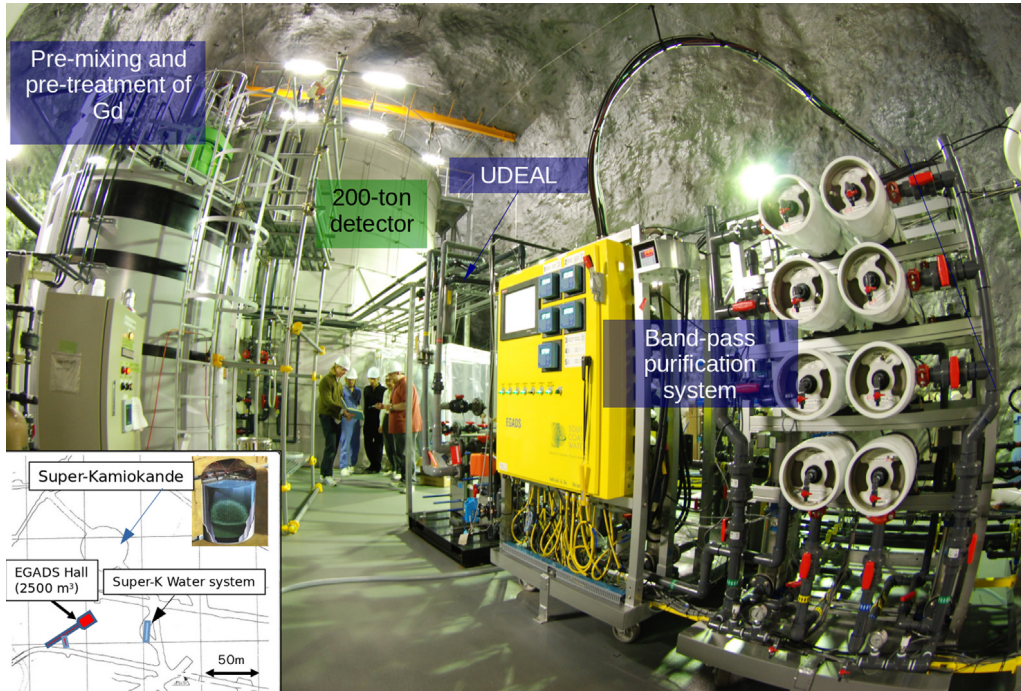 Pre-mixing and
pre-treatment of
Gd
200-ton
detector
UDEAL
Band-pass
purification
system
EGADS
Super-Kamiokande
EGADS Hall
(2500 m³)
Super-K Water system
50m